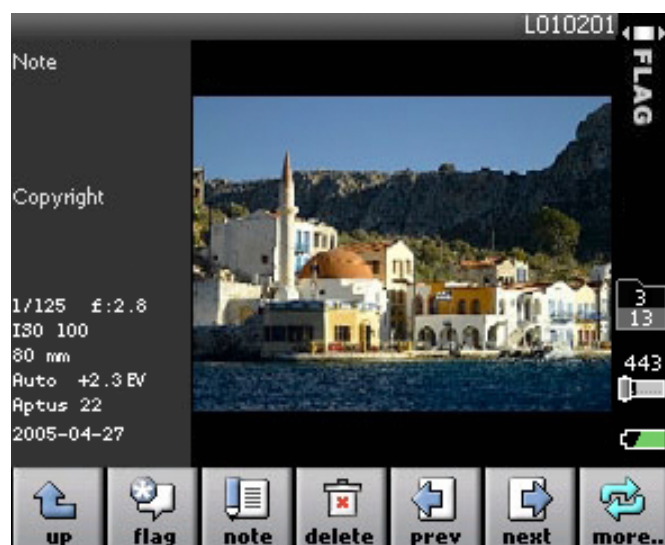 L010201
FLAG
Note
Copyright
1/125 f:2.8
ISO 100
80 mm
Auto +2.3 EV
Aptus 22
2005-04-27
3
13
443
up flag note delete prev next more..